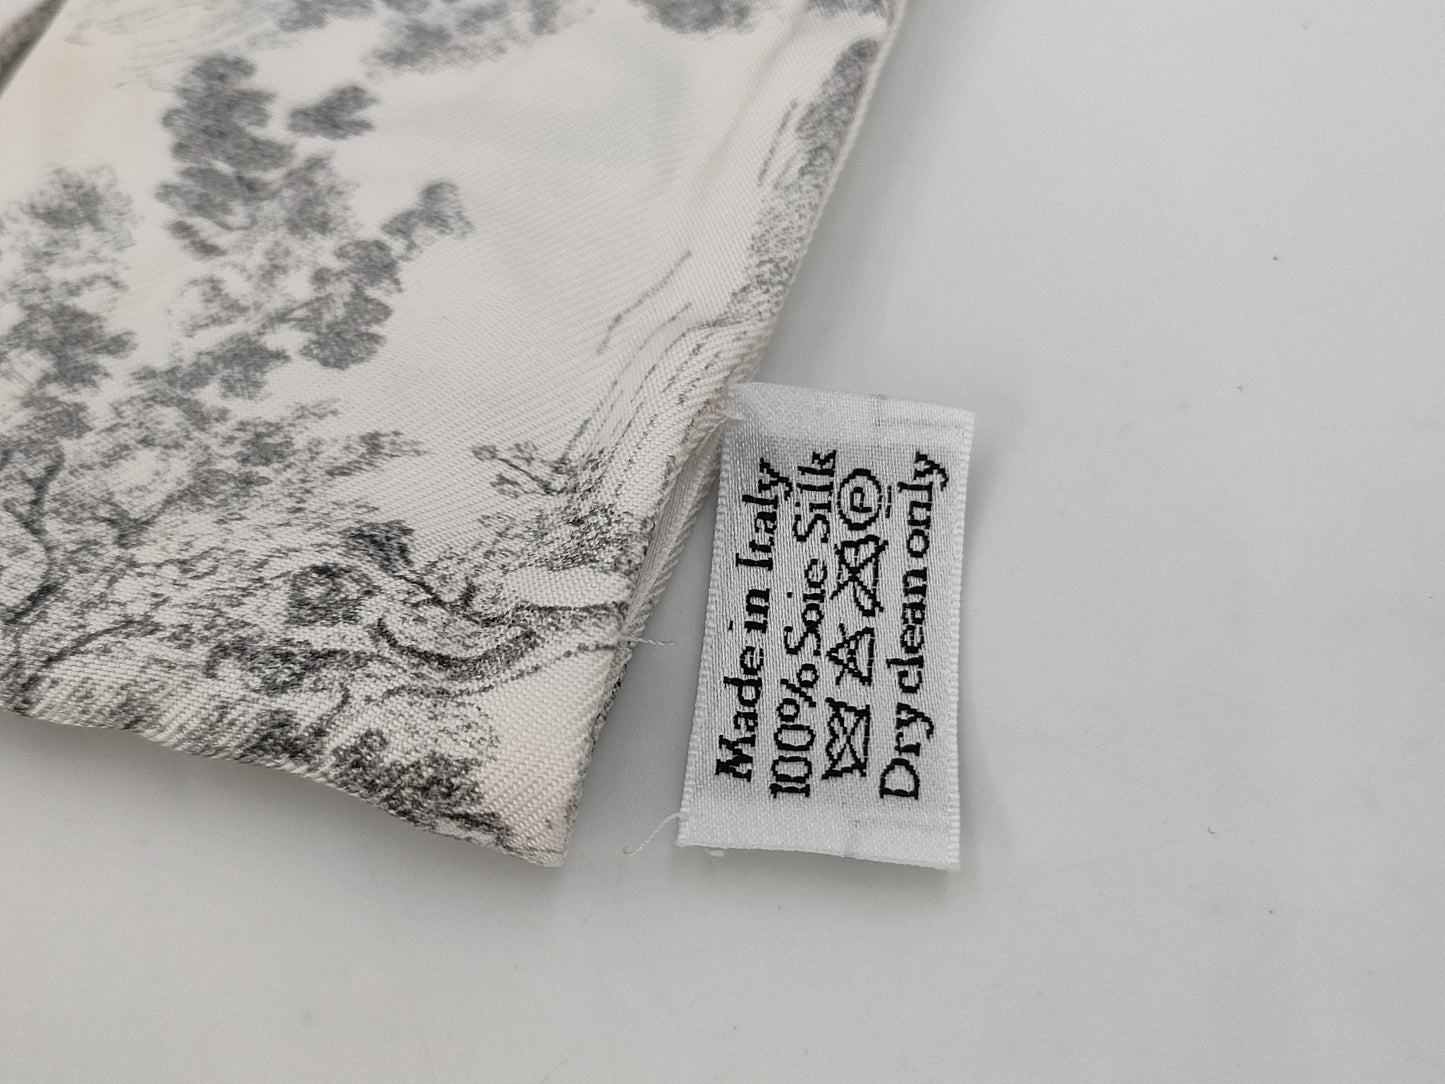 Made in Italy
100% Soie Silk
P
Dry clean only